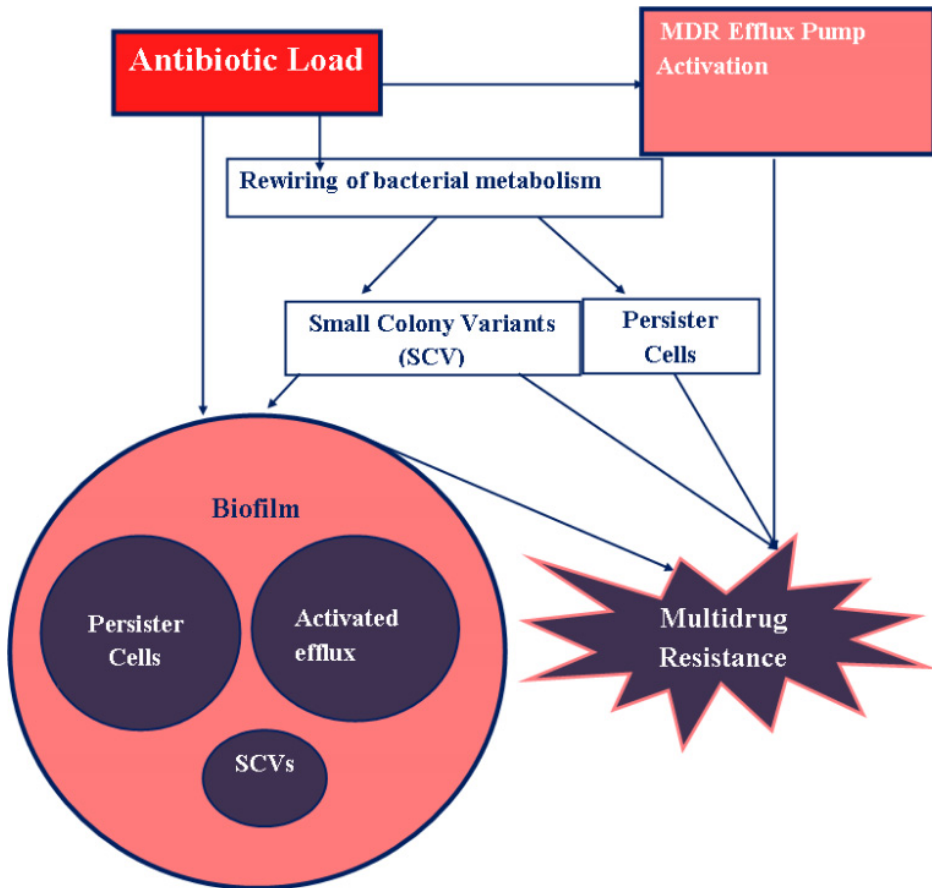 Antibiotic Load
MDR Efflux Pump
Activation
Rewiring of bacterial metabolism
Small Colony Variants
(SCV)
Persister
Cells
Biofilm
Persister
Cells
Activated
efflux
SCVs
Multidrug
Resistance